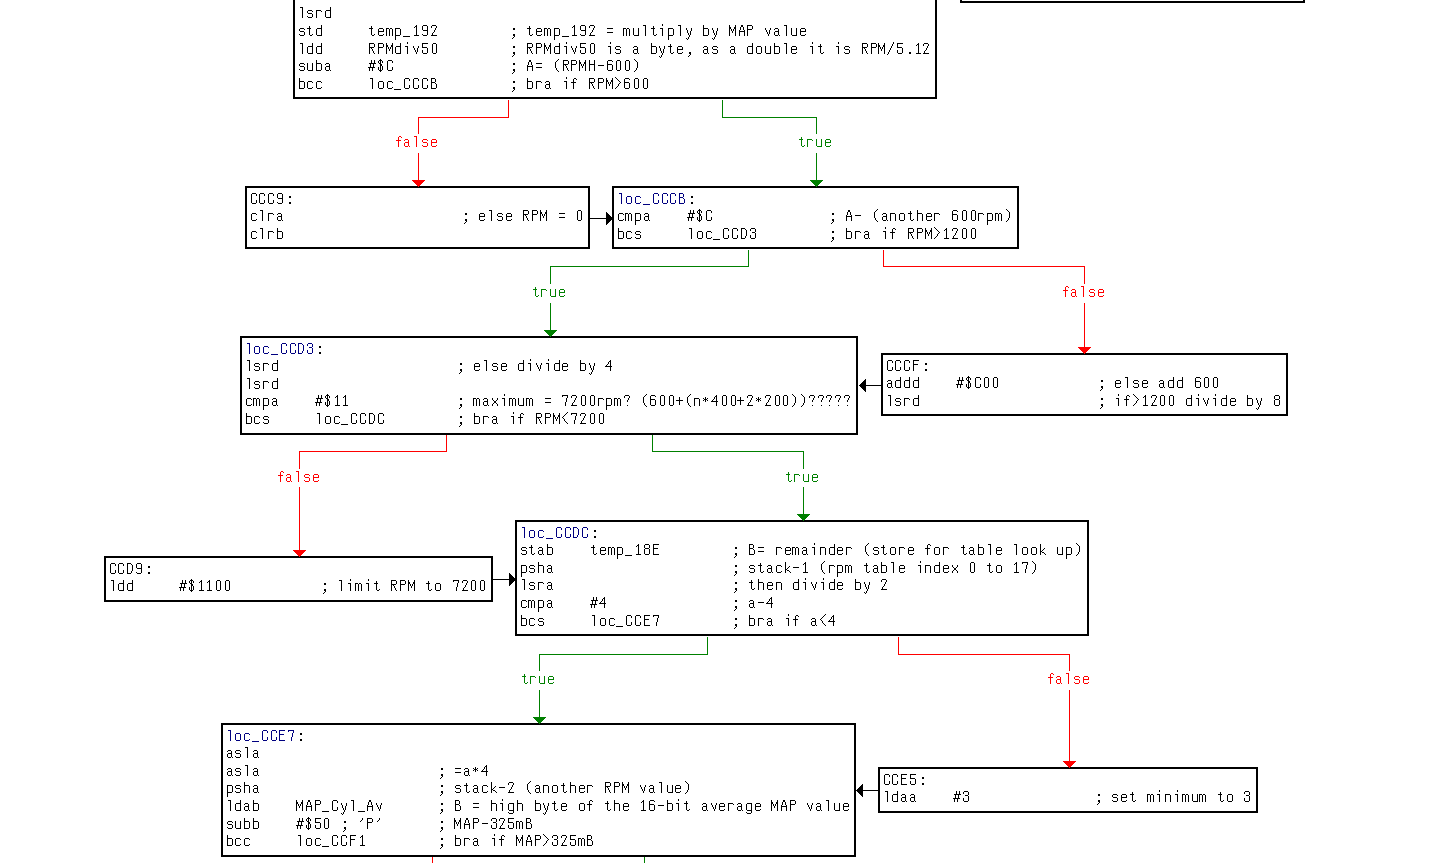 lsrd
std temp_192 ; temp_192 = multiply by MAP value
ldd RPMdiv50 ; RPMdiv50 is a byte, as a double it is RPM/5.12
suba #$C ; A= (RPMH-600)
bcc loc_CCCB ; bra if RPM>600
false
true
CCC9:
clra ; else RPM = 0
clrb
loc_CCCB:
cmpa #$C ; A- (another 600rpm)
bcs loc_CCD3 ; bra if RPM>1200
true
false
loc_CCD3:
lsrd ; else divide by 4
lsrd
cmpa #$11 ; maximum = 7200rpm? (600+(n*400+2*200))?????
bcs loc_CCDC ; bra if RPM<7200
CCCF:
addd #$C00 ; else add 600
lsrd ; if>1200 divide by 8
false
true
CCD9:
ldd #$1100 ; limit RPM to 7200
loc_CCDC:
stab temp_18E ; B= remainder (store for table look up)
psha ; stack-1 (rpm table index 0 to 17)
lsra ; then divide by 2
cmpa #4 ; a-4
bcs loc_CCE7 ; bra if a<4
true
false
loc_CCE7:
asla
asla ; =a*4
psha ; stack-2 (another RPM value)
ldab MAP_Cyl_Av ; B = high byte of the 16-bit average MAP value
subb #$50 ; 'P' ; MAP-325mB
bcc loc_CCF1 ; bra if MAP>325mB
CCE5:
ldaa #3 ; set minimum to 3